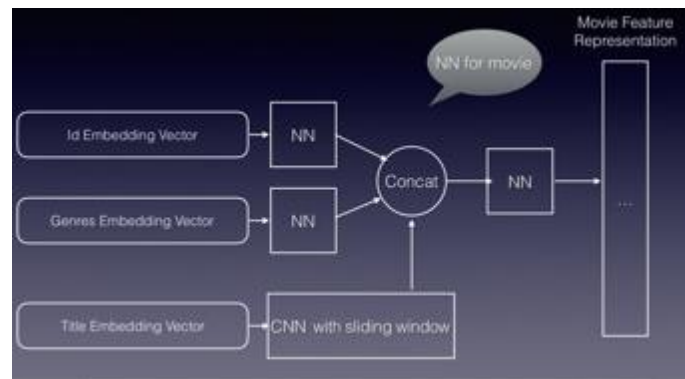 Movie Feature
Representation
NN for movie
Id Embedding Vector
NN
Concat
NN
...
Genres Embedding Vector
NN
Title Embedding Vector
CNN with sliding window